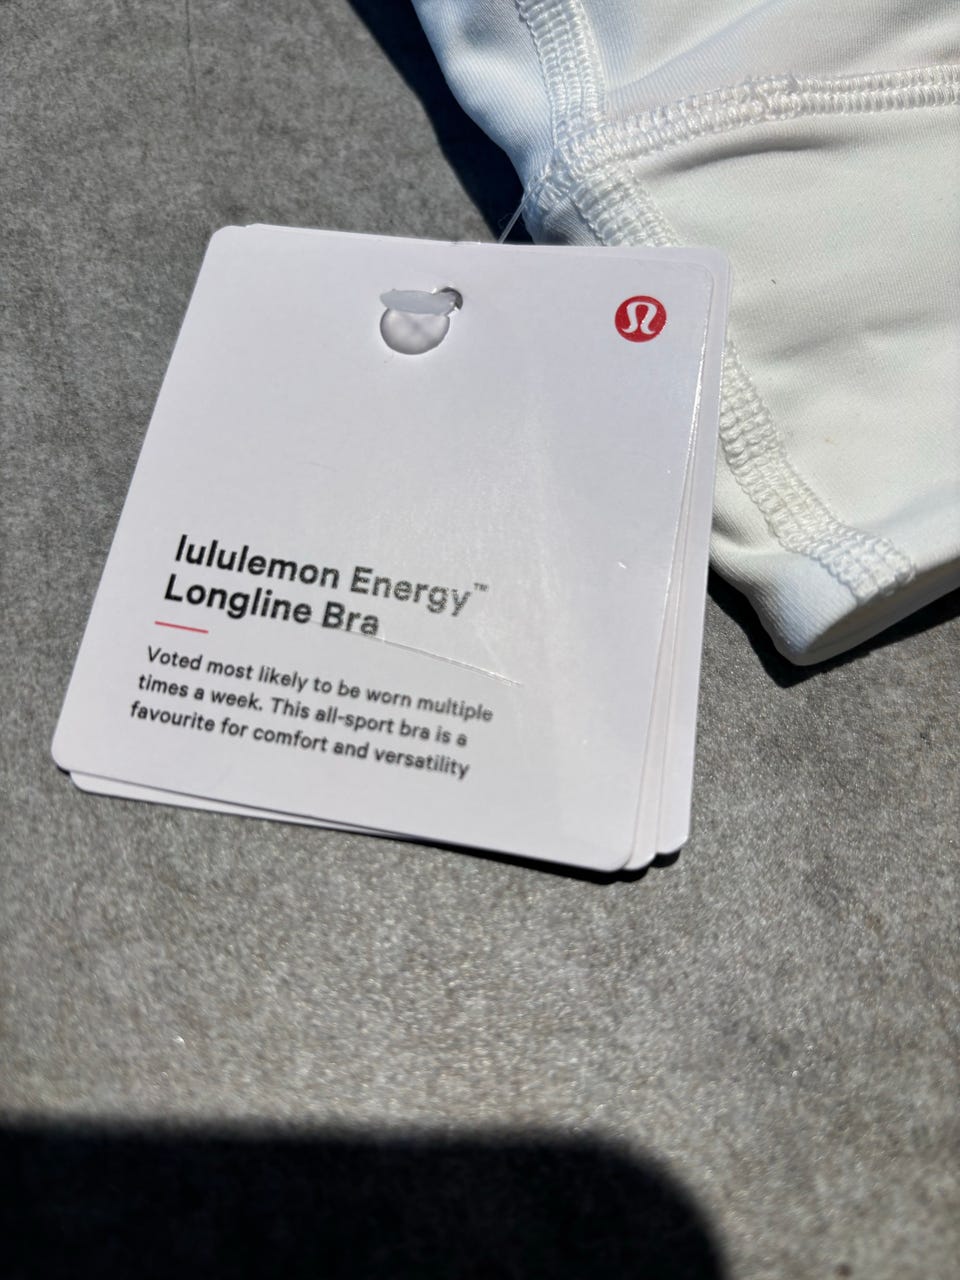 lululemon Energy™
Longline Bra
Voted most likely to be worn multiple
times a week. This all-sport bra is a
favourite for comfort and versatility